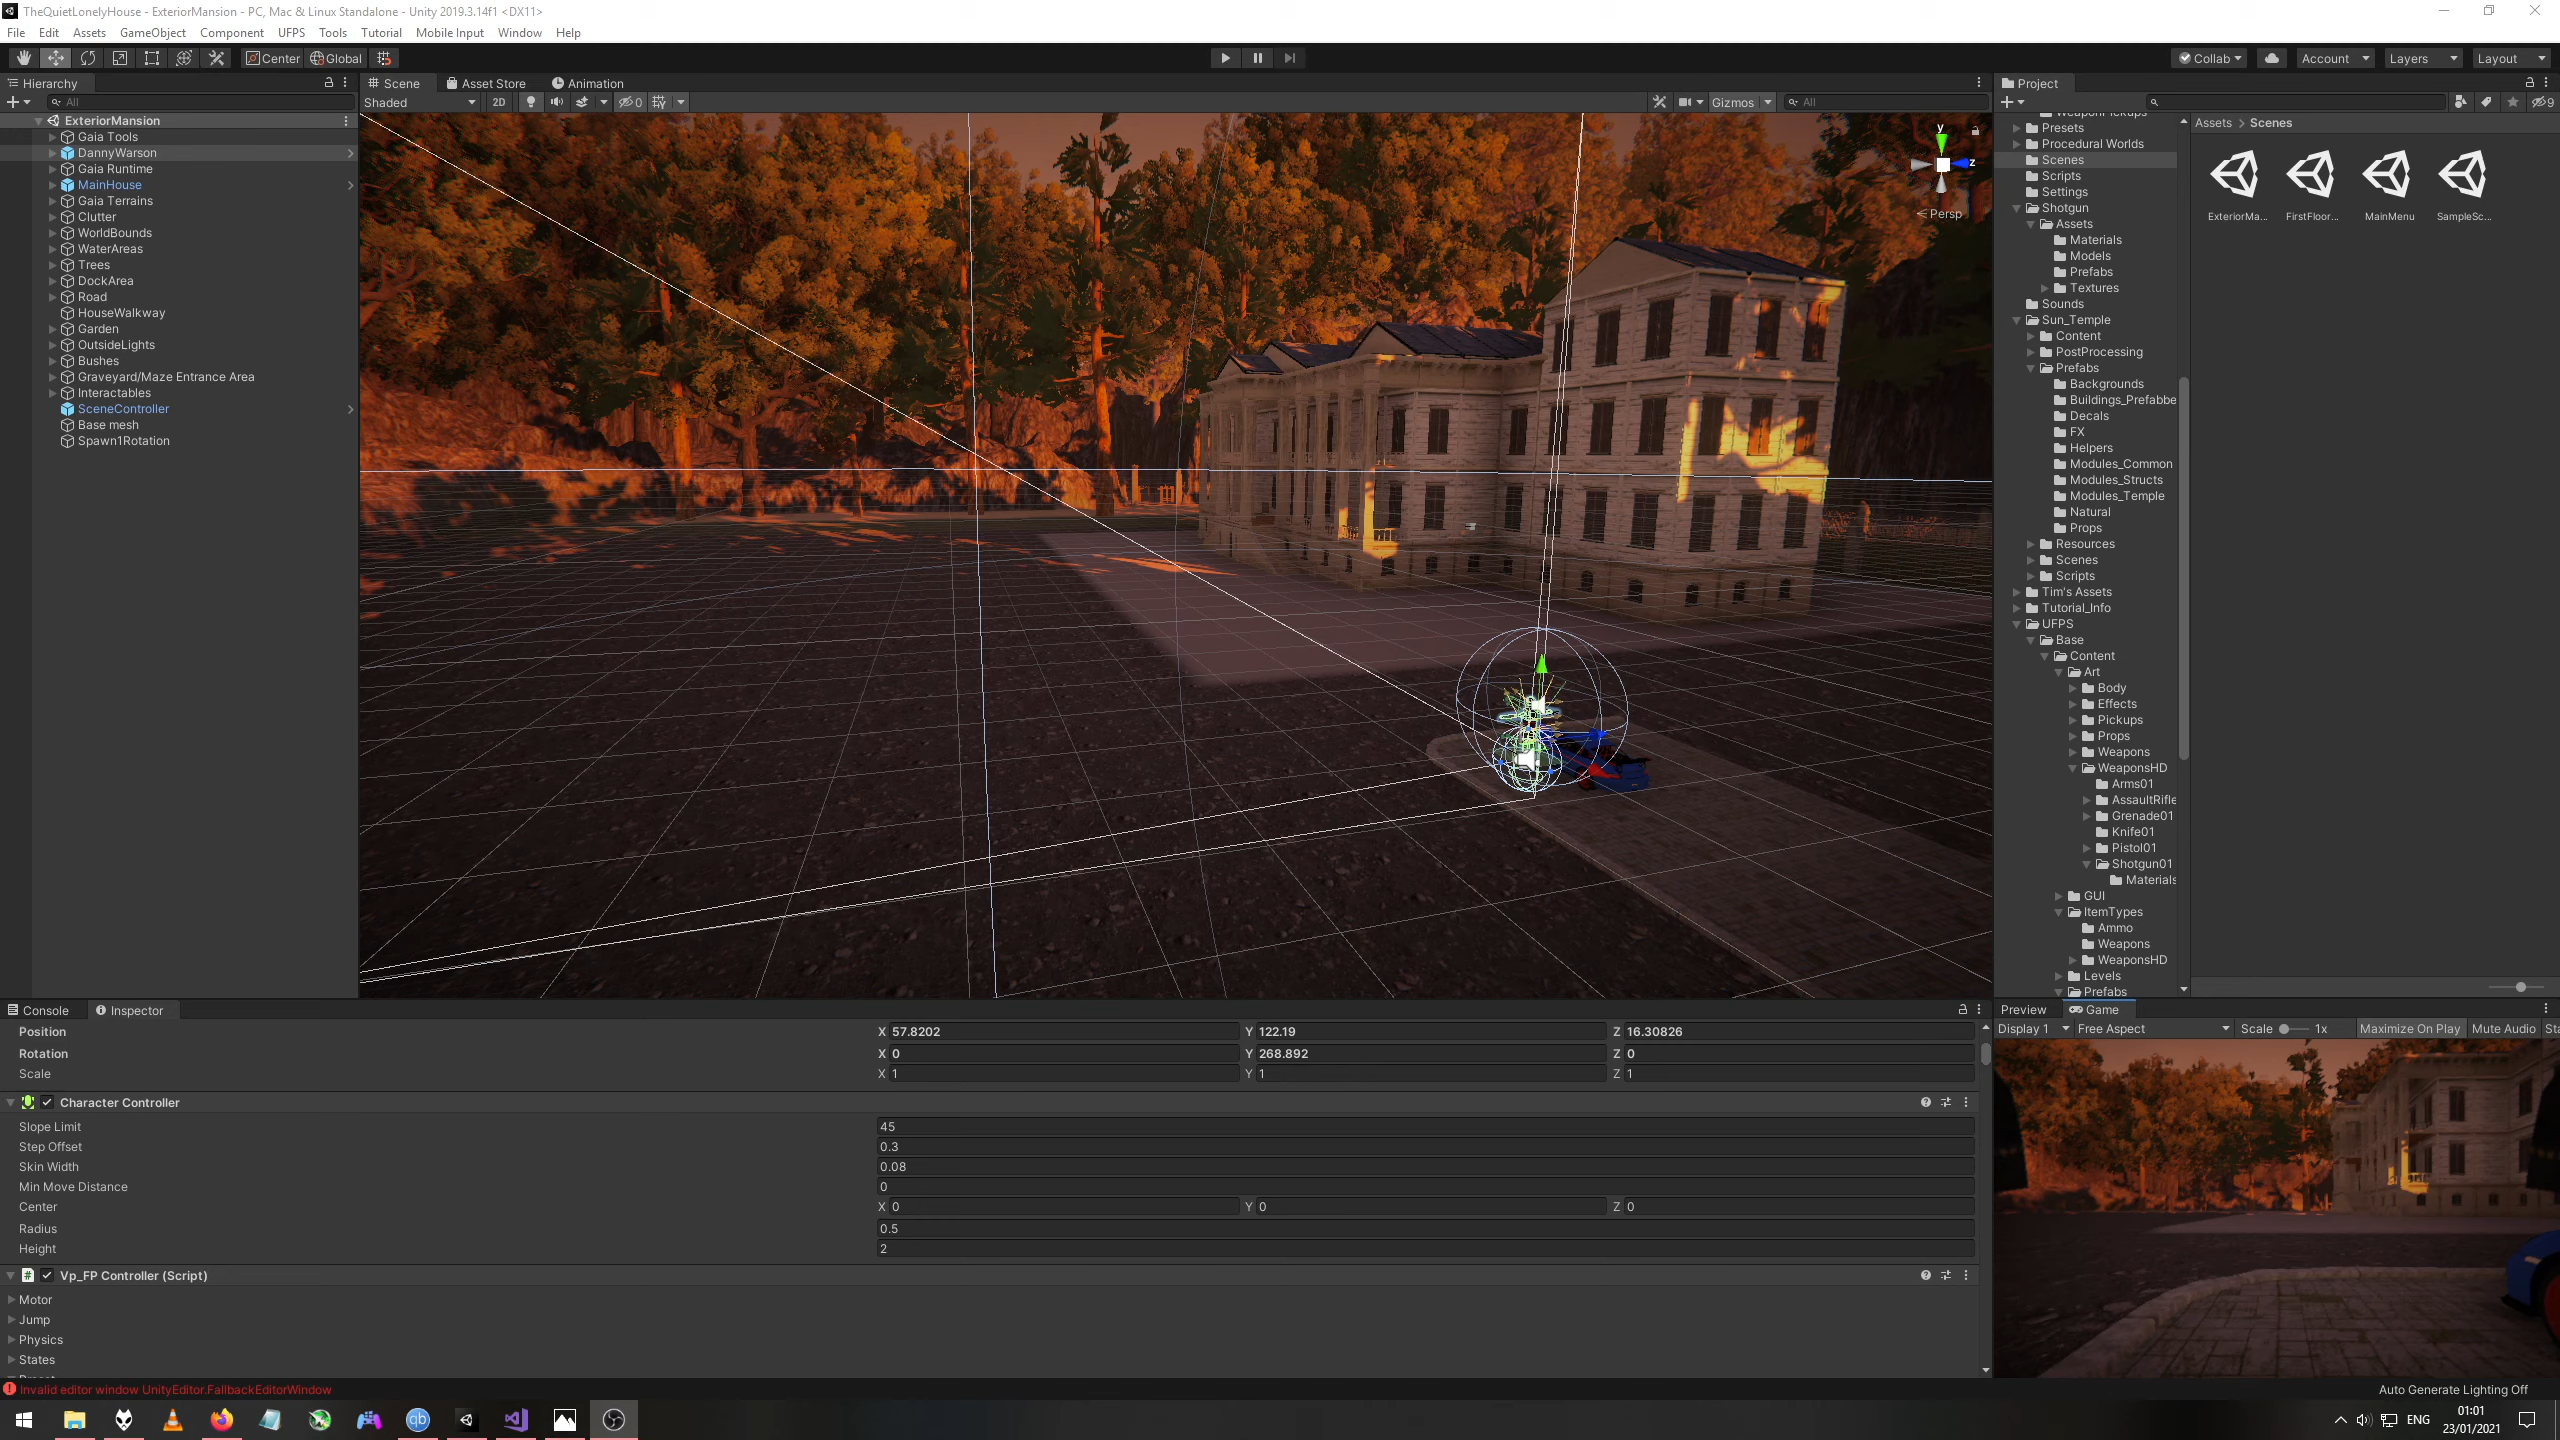 TheQuietLonelyHouse - ExteriorMansion - PC, Mac & Linux Standalone - Unity 2019.3.14f1 <DX11>
File Edit Assets GameObject Component UFPS Tools Tutorial Mobile Input Window Help
Center Global Collab Account Layers Layout
Hierarchy
All
ExteriorMansion
Gaia Tools
DannyWarson
Gaia Runtime
MainHouse
Gaia Terrains
Clutter
WorldBounds
WaterAreas
Trees
DockArea
Road
HouseWalkway
Garden
OutsideLights
Bushes
Graveyard/Maze Entrance Area
Interactables
SceneController
Base mesh
Spawn1Rotation
Scene Asset Store Animation
Shaded 2D 0 Gizmos All
y
z
Persp
Project
9
WeaponPickups
Presets
Procedural Worlds
Scenes
Scripts
Settings
Shotgun
Assets
Materials
Models
Prefabs
Textures
Sounds
Sun_Temple
Content
PostProcessing
Prefabs
Backgrounds
Buildings_Prefabbe
Decals
FX
Helpers
Modules_Common
Modules_Structs
Modules_Temple
Natural
Props
Resources
Scenes
Scripts
Tim's Assets
Tutorial_Info
UFPS
Base
Content
Art
Body
Effects
Pickups
Props
Weapons
WeaponsHD
Arms01
AssaultRifle
Grenade01
Knife01
Pistol01
Shotgun01
Materials
GUI
ItemTypes
Ammo
Weapons
WeaponsHD
Levels
Prefabs
Assets > Scenes
ExteriorMa... FirstFloor... MainMenu SampleSc...
Console Inspector
Position X 57.8202 Y 122.19 Z 16.30826
Rotation X 0 Y 268.892 Z 0
Scale X 1 Y 1 Z 1
Character Controller
Slope Limit 45
Step Offset 0.3
Skin Width 0.08
Min Move Distance 0
Center X 0 Y 0 Z 0
Radius 0.5
Height 2
Vp_FP Controller (Script)
Motor
Jump
Physics
States
Preview Game
Display 1 Free Aspect Scale 1x Maximize On Play Mute Audio Sta
Invalid editor window UnityEditor.FallbackEditorWindow
Auto Generate Lighting Off
qb
ENG
01:01
23/01/2021